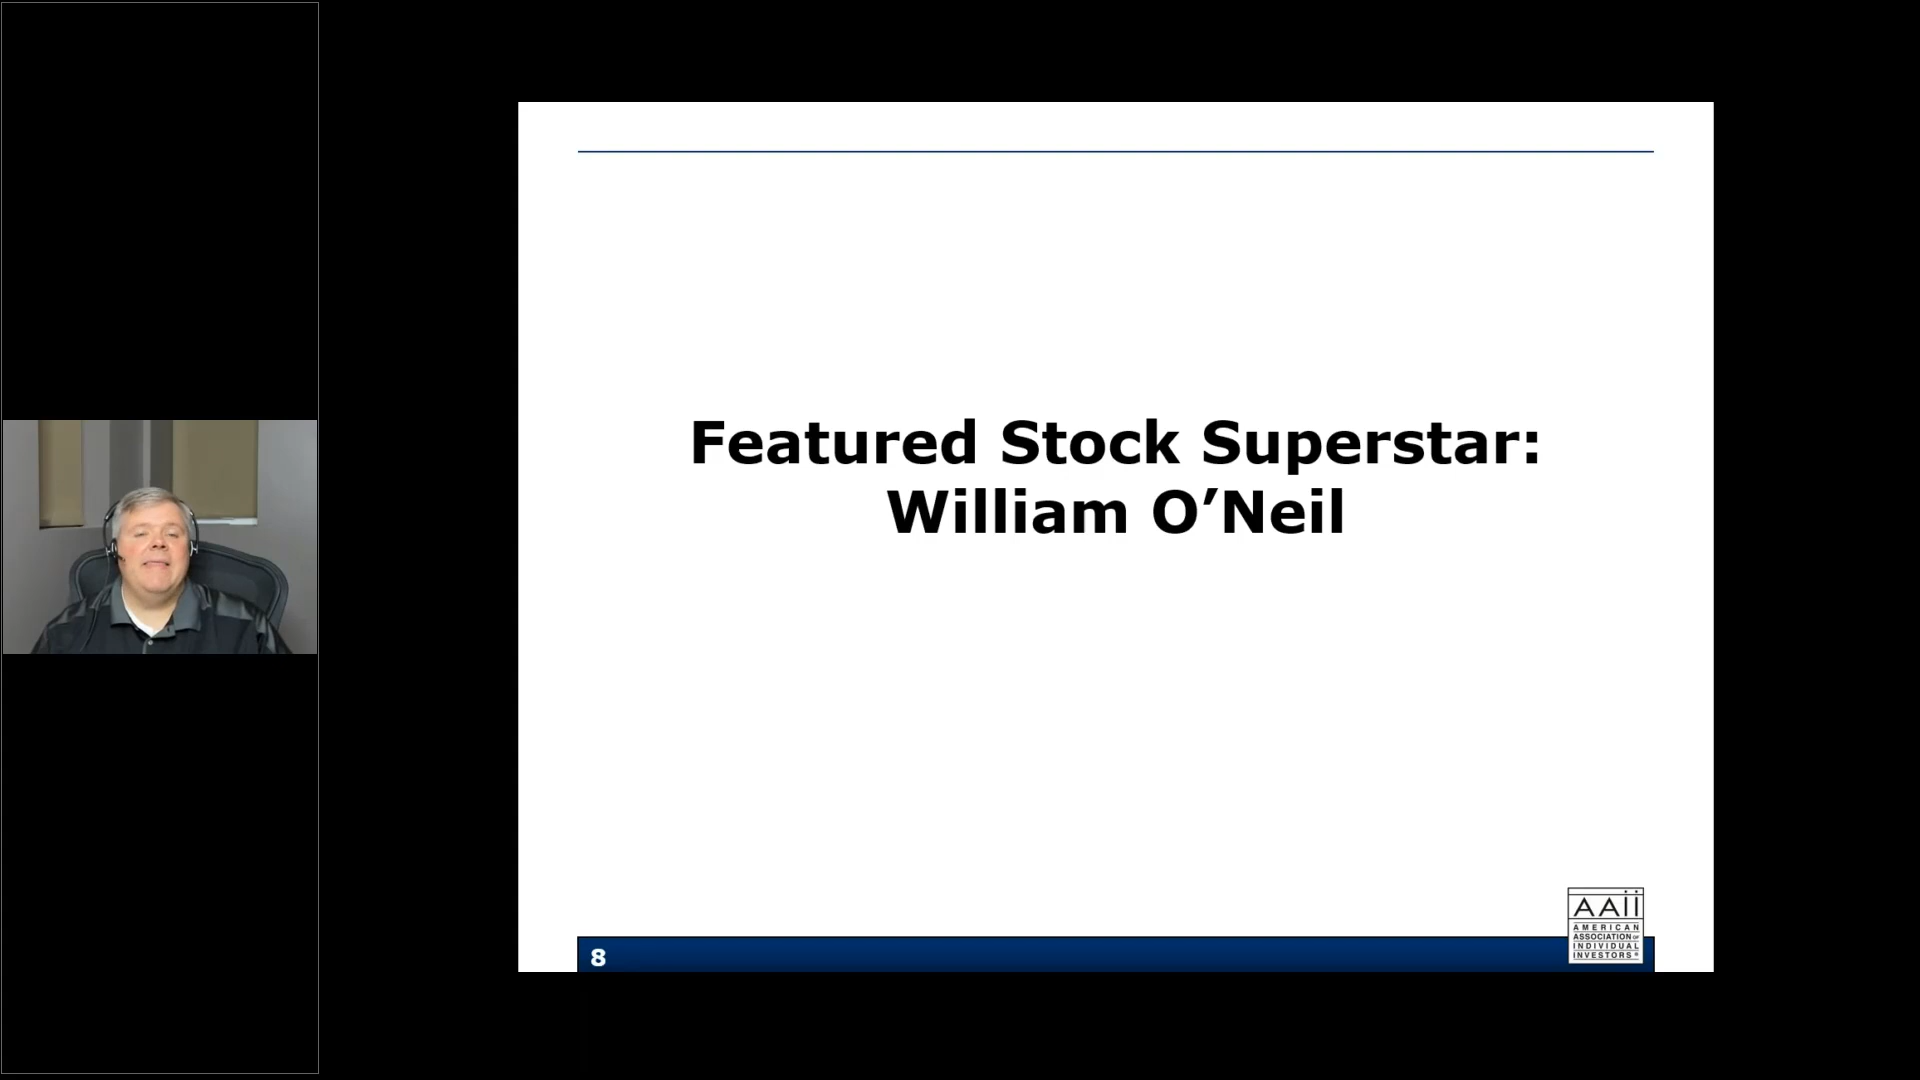 Featured Stock Superstar:
William O’Neil
8
AAii
AMERICAN
ASSOCIATION OF
INDIVIDUAL
INVESTORS®